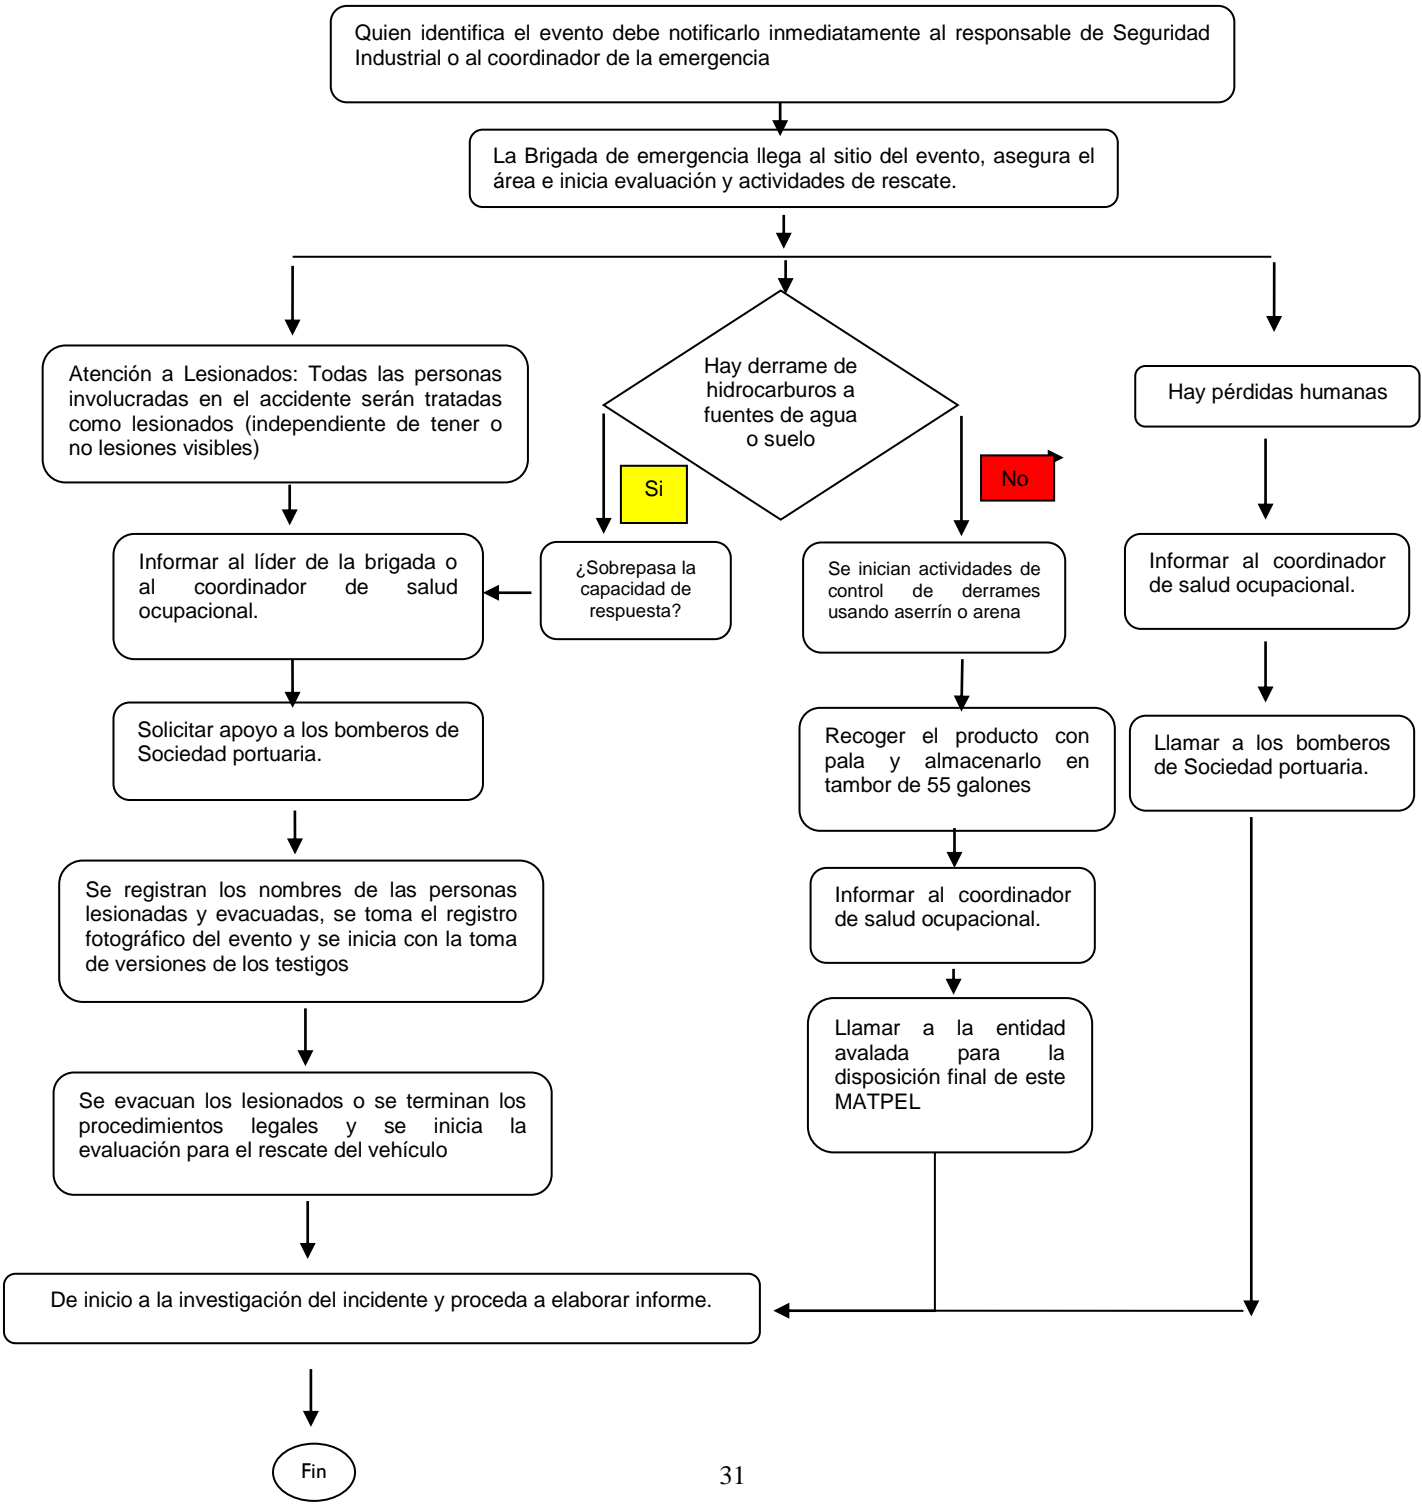 Quien identifica el evento debe notificarlo inmediatamente al responsable de Seguridad
Industrial o al coordinador de la emergencia
La Brigada de emergencia llega al sitio del evento, asegura el
área e inicia evaluación y actividades de rescate.
Atención a Lesionados: Todas las personas
involucradas en el accidente serán tratadas
como lesionados (independiente de tener o
no lesiones visibles)
Hay derrame de
hidrocarburos a
fuentes de agua
o suelo
Hay pérdidas humanas
Si
No
Informar al líder de la brigada o
al coordinador de salud
ocupacional.
¿Sobrepasa la
capacidad de
respuesta?
Se inician actividades de
control de derrames
usando aserrín o arena
Informar al coordinador
de salud ocupacional.
Solicitar apoyo a los bomberos de
Sociedad portuaria.
Recoger el producto con
pala y almacenarlo en
tambor de 55 galones
Llamar a los bomberos
de Sociedad portuaria.
Se registran los nombres de las personas
lesionadas y evacuadas, se toma el registro
fotográfico del evento y se inicia con la toma
de versiones de los testigos
Informar al coordinador
de salud ocupacional.
Llamar a la entidad
avalada para la
disposición final de este
MATPEL
Se evacuan los lesionados o se terminan los
procedimientos legales y se inicia la
evaluación para el rescate del vehículo
De inicio a la investigación del incidente y proceda a elaborar informe.
Fin
31